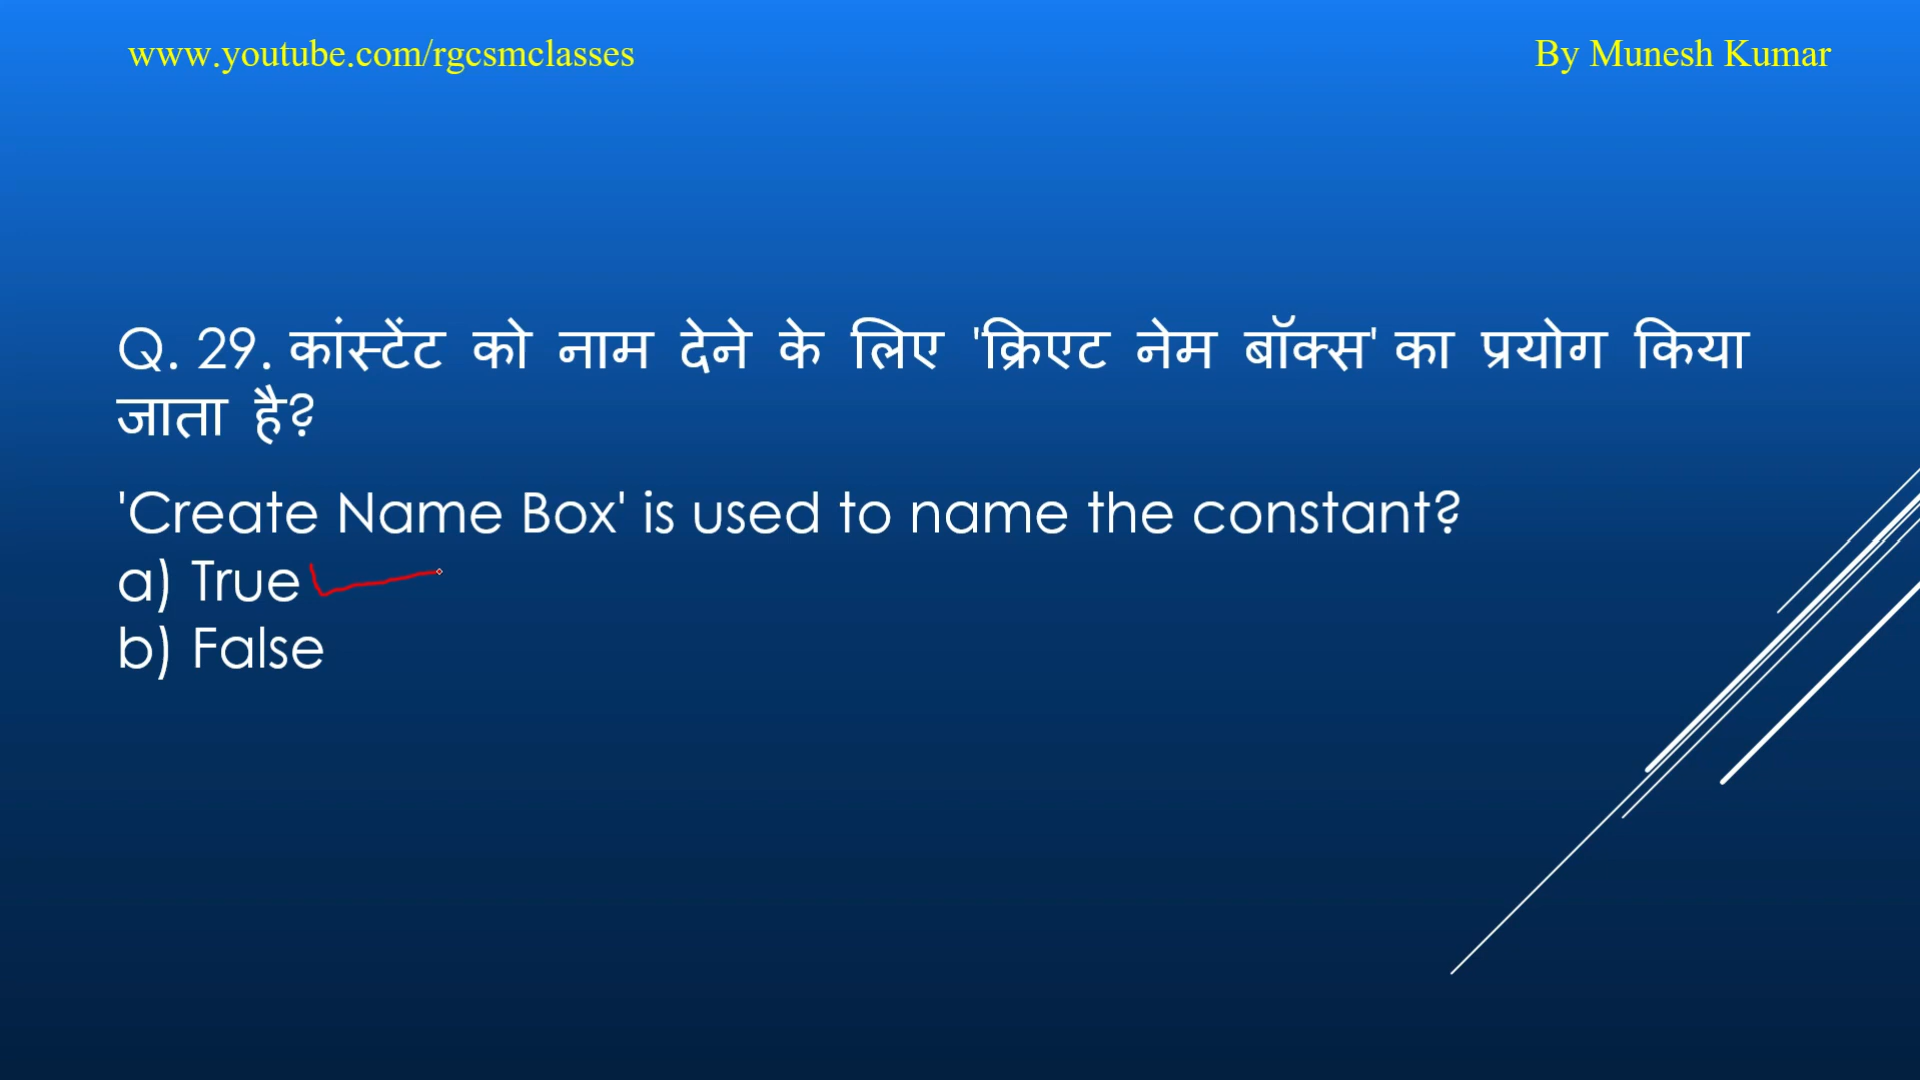 www.youtube.com/rgcsmclasses
By Munesh Kumar
Q. 29. कांस्टेंट को नाम देने के लिए 'क्रिएट नेम बॉक्स' का प्रयोग किया
जाता है?
'Create Name Box' is used to name the constant?
a) True
b) False